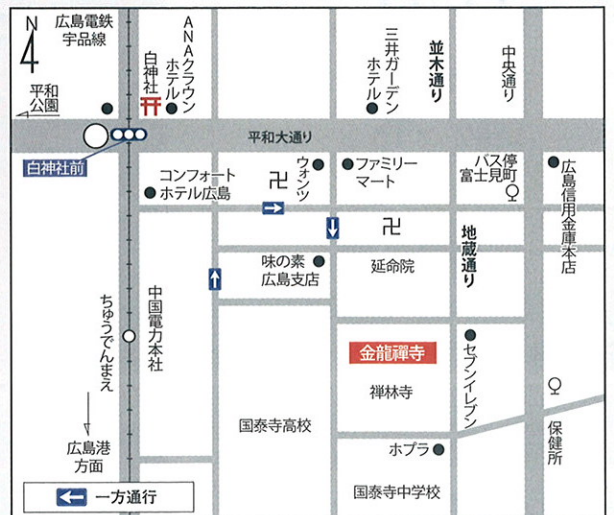 N
4
広島電鉄
宇品線
平和
公園
白神社
ANAクラウン
ホテル
三井ガーデン
ホテル
並木通り
中央通り
平和大通り
白神社前
コンフォート
ホテル広島
卍
ウォンツ
ファミリー
マート
バス停
富士見町
広島信用金庫本店
卍
味の素
広島支店
延命院
地蔵通り
ちゅうでんまえ
中国電力本社
金龍禪寺
禅林寺
セブンイレブン
国泰寺高校
広島港
方面
ホプラ
保健所
国泰寺中学校
一方通行